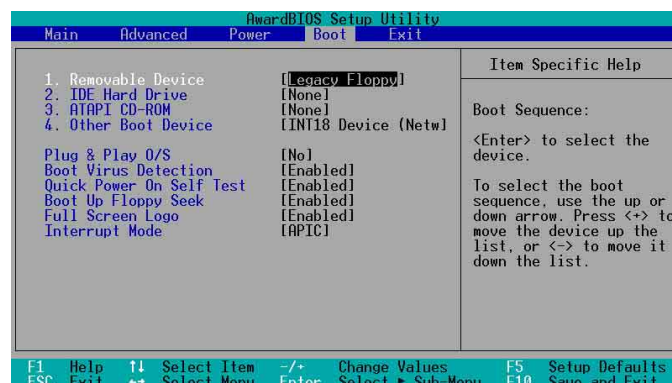 AwardBIOS Setup Utility
Main Advanced Power Boot Exit
1. Removable Device [Legacy Floppy]
2. IDE Hard Drive [None]
3. ATAPI CD-ROM [None]
4. Other Boot Device [INT18 Device (Netw]
Plug & Play O/S [No]
Boot Virus Detection [Enabled]
Quick Power On Self Test [Enabled]
Boot Up Floppy Seek [Enabled]
Full Screen Logo [Enabled]
Interrupt Mode [APIC]
Item Specific Help
Boot Sequence:
<Enter> to select the
device.
To select the boot
sequence, use the up or
down arrow. Press <+> to
move the device up the
list, or <-> to move it
down the list.
F1 Help ↑↓ Select Item -/+ Change Values F5 Setup Defaults
ESC Exit ←→ Select Menu Enter Select ► Sub-Menu F10 Save and Exits